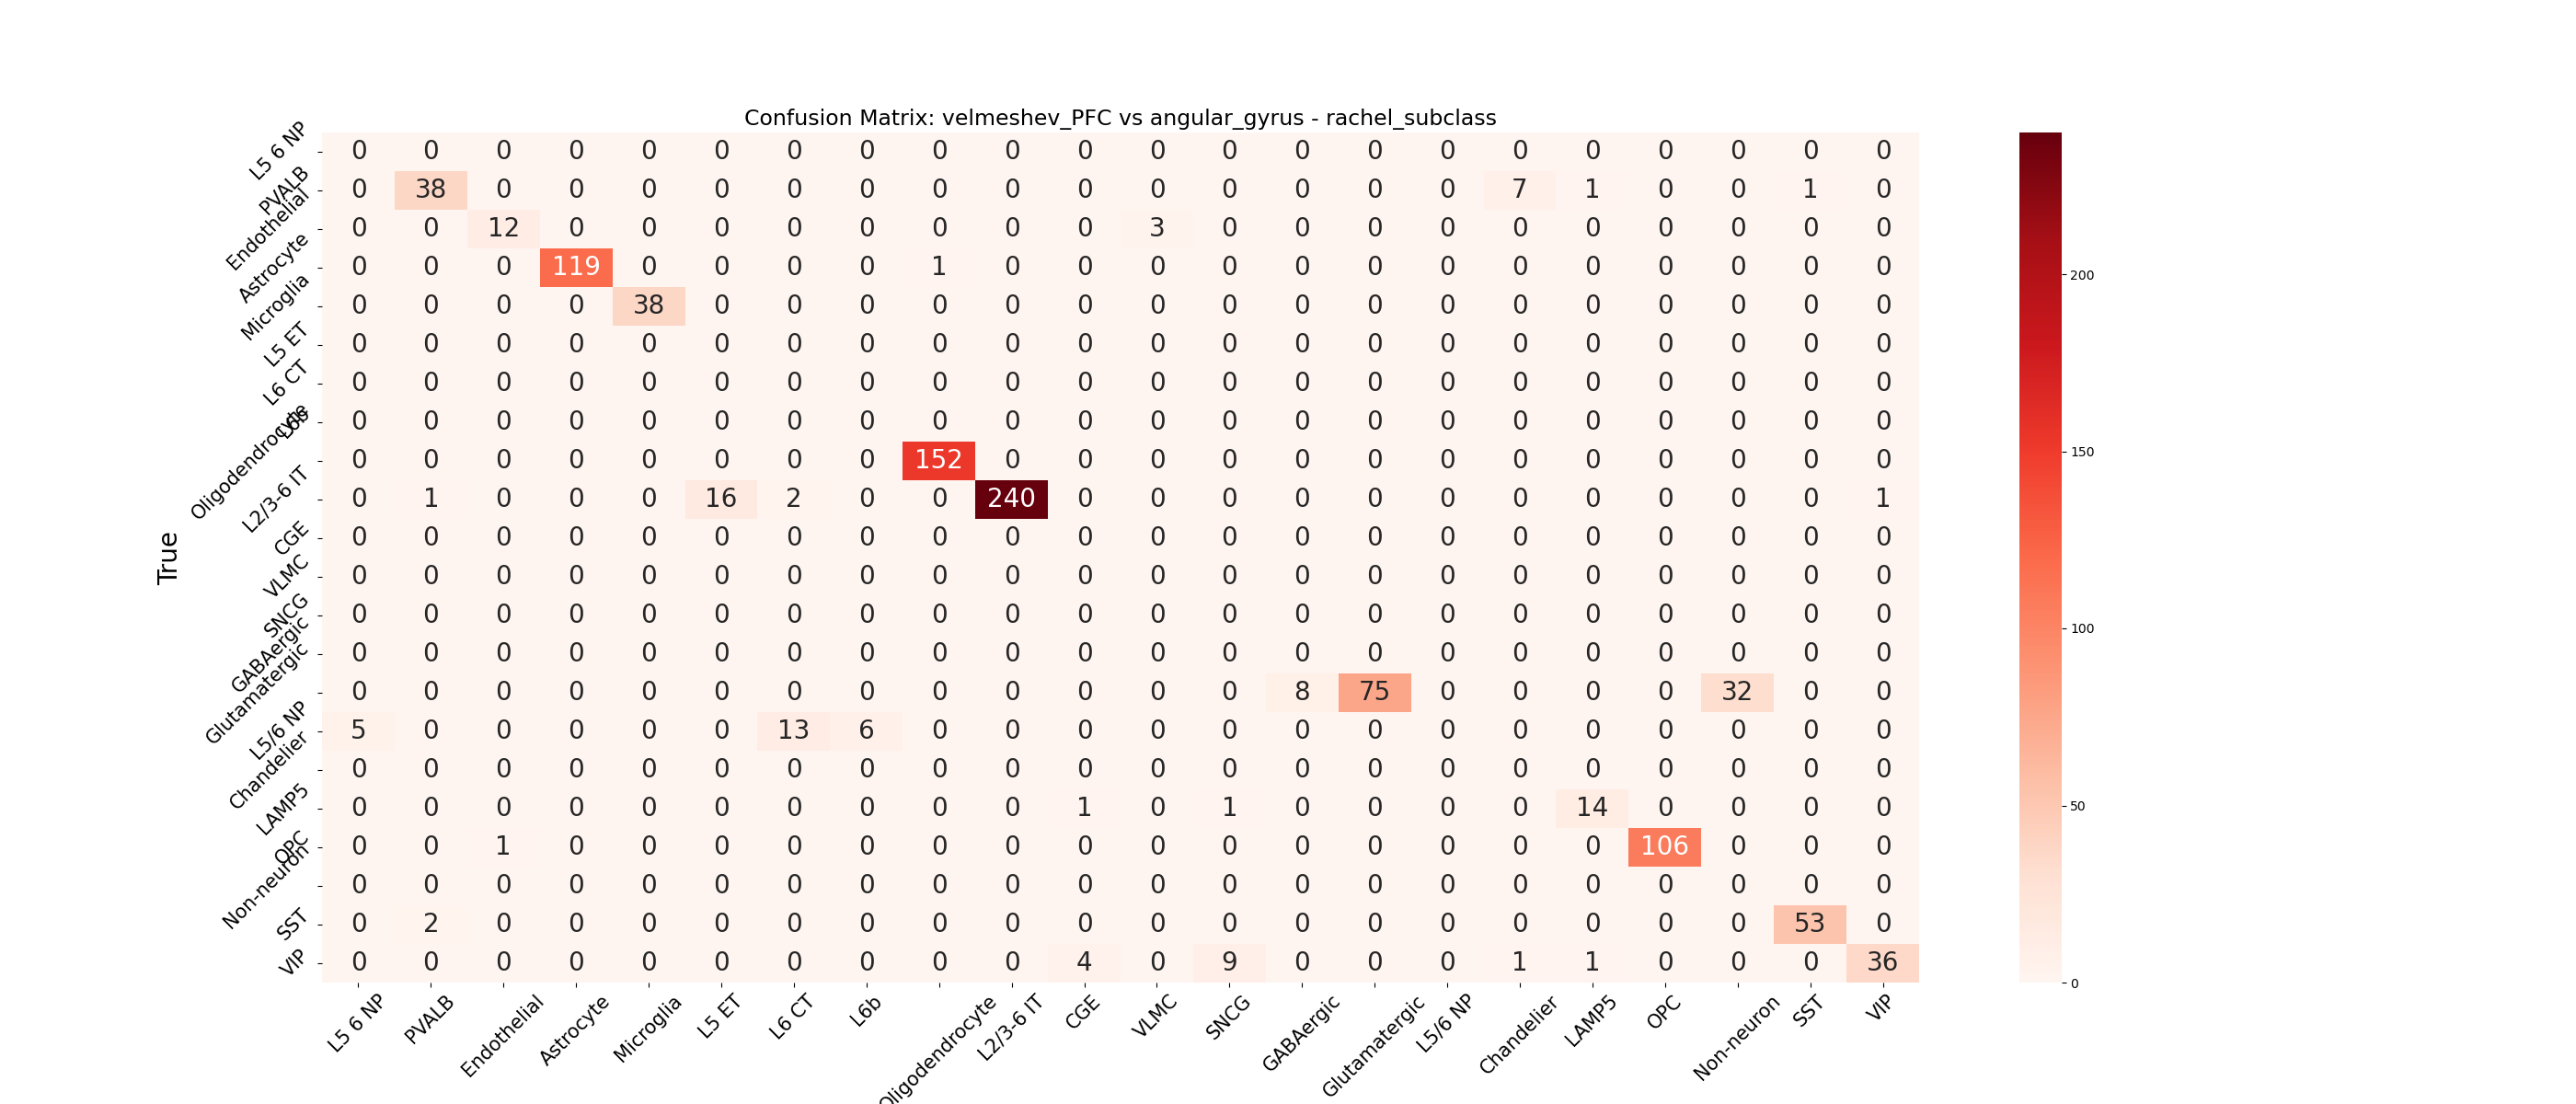 Confusion Matrix: velmeshev_PFC vs angular_gyrus - rachel_subclass
True
L5 6 NP 0 0 0 0 0 0 0 0 0 0 0 0 0 0 0 0 0 0 0 0 0 0
PVALB 0 38 0 0 0 0 0 0 0 0 0 0 0 0 0 0 7 1 0 0 1 0
Endothelial 0 0 12 0 0 0 0 0 0 0 0 3 0 0 0 0 0 0 0 0 0 0
Astrocyte 0 0 0 119 0 0 0 0 1 0 0 0 0 0 0 0 0 0 0 0 0 0
Microglia 0 0 0 0 38 0 0 0 0 0 0 0 0 0 0 0 0 0 0 0 0 0
L5 ET 0 0 0 0 0 0 0 0 0 0 0 0 0 0 0 0 0 0 0 0 0 0
L6 CT 0 0 0 0 0 0 0 0 0 0 0 0 0 0 0 0 0 0 0 0 0 0
L6b 0 0 0 0 0 0 0 0 0 0 0 0 0 0 0 0 0 0 0 0 0 0
Oligodendrocyte 0 0 0 0 0 0 0 0 152 0 0 0 0 0 0 0 0 0 0 0 0 0
L2/3-6 IT 0 1 0 0 0 16 2 0 0 240 0 0 0 0 0 0 0 0 0 0 0 1
CGE 0 0 0 0 0 0 0 0 0 0 0 0 0 0 0 0 0 0 0 0 0 0
VLMC 0 0 0 0 0 0 0 0 0 0 0 0 0 0 0 0 0 0 0 0 0 0
SNCG 0 0 0 0 0 0 0 0 0 0 0 0 0 0 0 0 0 0 0 0 0 0
GABAergic 0 0 0 0 0 0 0 0 0 0 0 0 0 0 0 0 0 0 0 0 0 0
Glutamatergic 0 0 0 0 0 0 0 0 0 0 0 0 0 8 75 0 0 0 0 32 0 0
L5/6 NP 5 0 0 0 0 0 13 6 0 0 0 0 0 0 0 0 0 0 0 0 0 0
Chandelier 0 0 0 0 0 0 0 0 0 0 0 0 0 0 0 0 0 0 0 0 0 0
LAMP5 0 0 0 0 0 0 0 0 0 0 1 0 1 0 0 0 0 14 0 0 0 0
OPC 0 0 1 0 0 0 0 0 0 0 0 0 0 0 0 0 0 0 106 0 0 0
Non-neuron 0 0 0 0 0 0 0 0 0 0 0 0 0 0 0 0 0 0 0 0 0 0
SST 0 2 0 0 0 0 0 0 0 0 0 0 0 0 0 0 0 0 0 0 53 0
VIP 0 0 0 0 0 0 0 0 0 0 4 0 9 0 0 0 1 1 0 0 0 36
L5 6 NP PVALB Endothelial Astrocyte Microglia L5 ET L6 CT L6b Oligodendrocyte L2/3-6 IT CGE VLMC SNCG GABAergic Glutamatergic L5/6 NP Chandelier LAMP5 OPC Non-neuron SST VIP
200
150
100
50
0